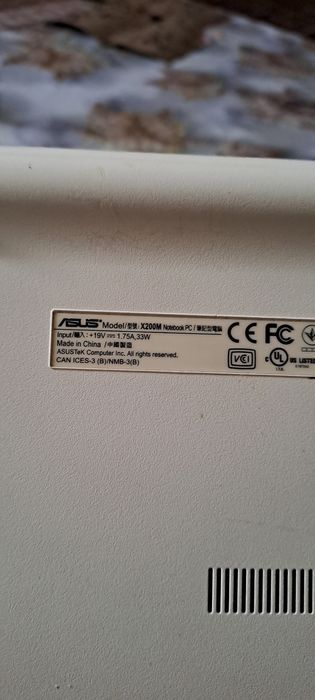 ASUS Model/型號: X200M Notebook PC / 筆記型電腦
Input/輸入: +19V⎓1.75A,33W
Made in China /中國製造
ASUSTeK Computer Inc. All rights reserved.
CAN ICES-3 (B)/NMB-3(B)
CE FC
VCI
C UL US LISTED
I.T.E.